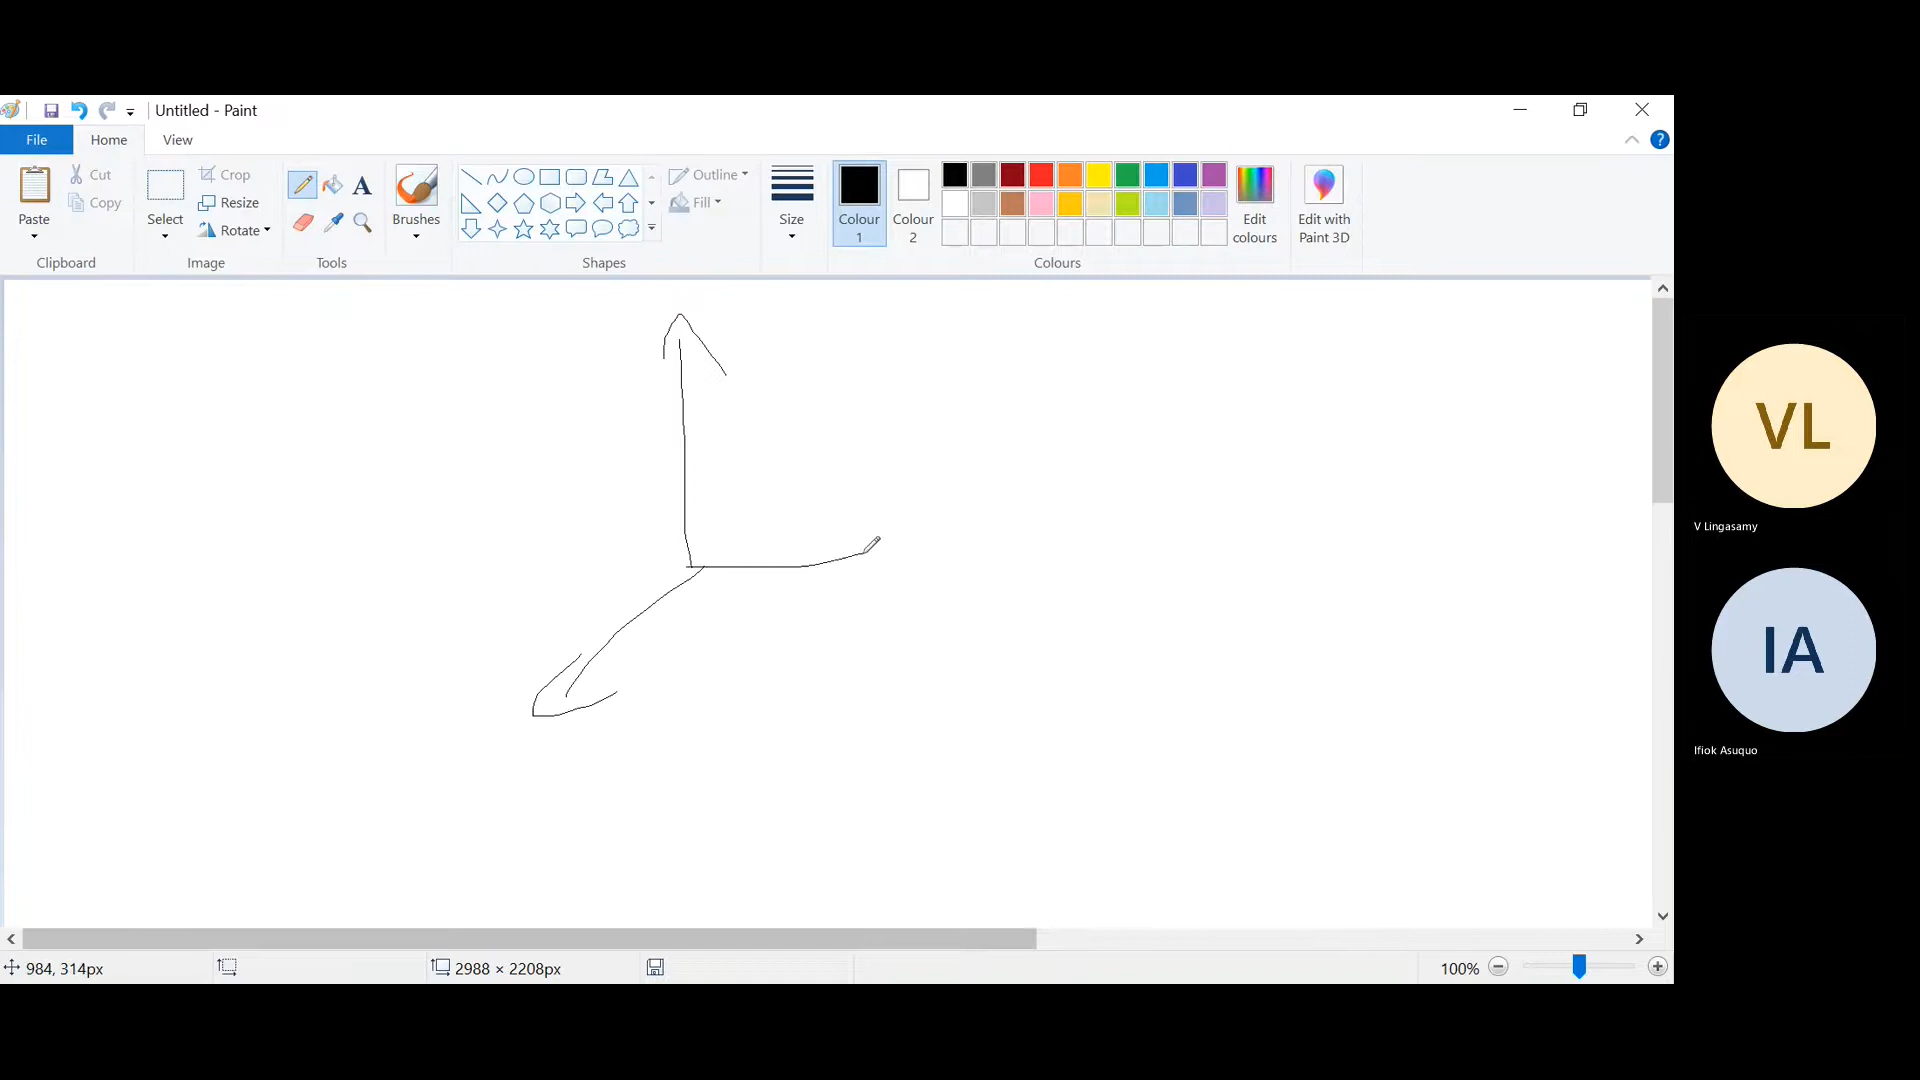 Untitled - Paint
File Home View
Paste
Cut
Copy
Clipboard
Select
Crop
Resize
Rotate
Image
A
Tools
Brushes
Shapes
Outline
Fill
Size
Colour 1
Colour 2
Colours
Edit colours
Edit with Paint 3D
?
VL
V Lingasamy
IA
Ifiok Asuquo
984, 314px
2988 × 2208px
100%